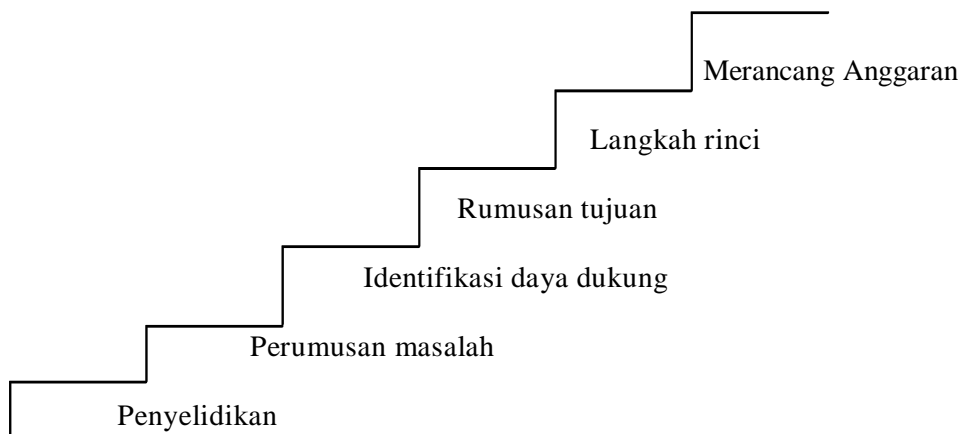 Merancang Anggaran
Langkah rinci
Rumusan tujuan
Identifikasi daya dukung
Perumusan masalah
Penyelidikan